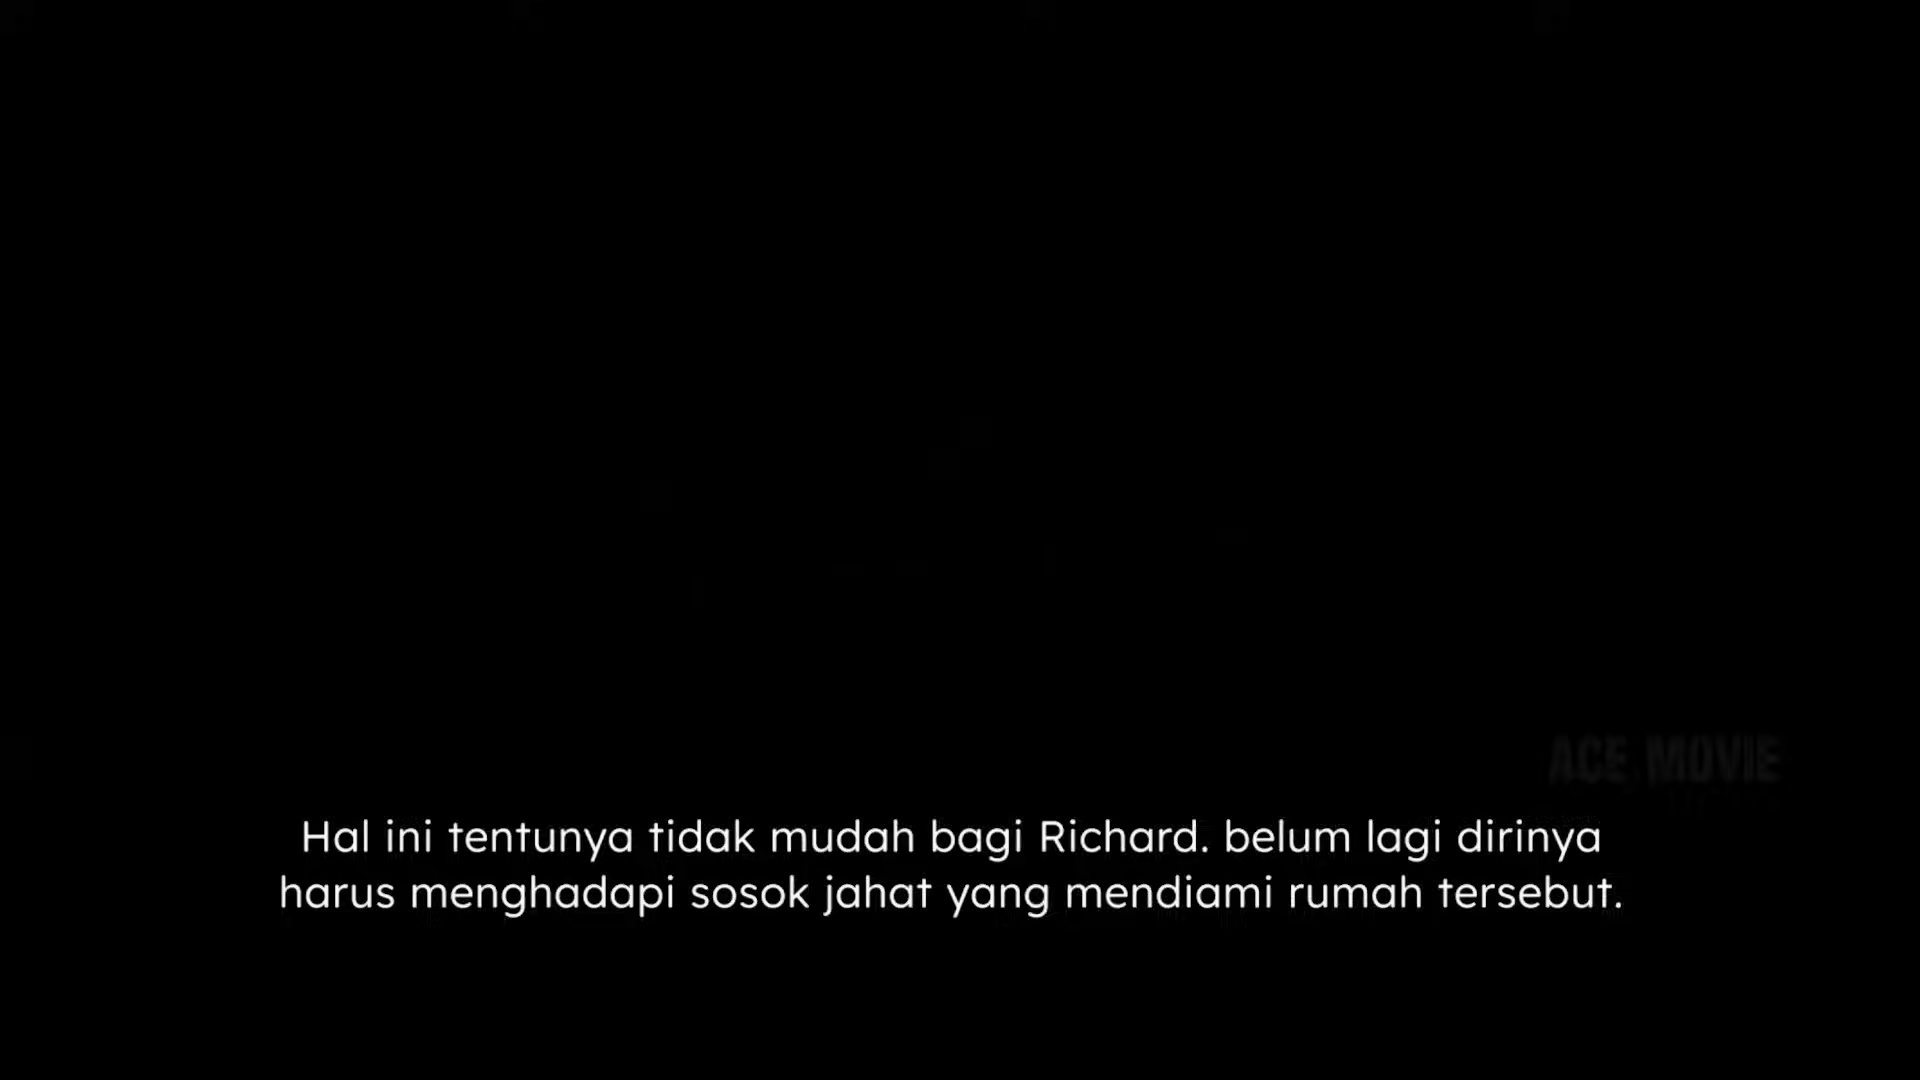 ACE MOVIE
Hal ini tentunya tidak mudah bagi Richard. belum lagi dirinya
harus menghadapi sosok jahat yang mendiami rumah tersebut.